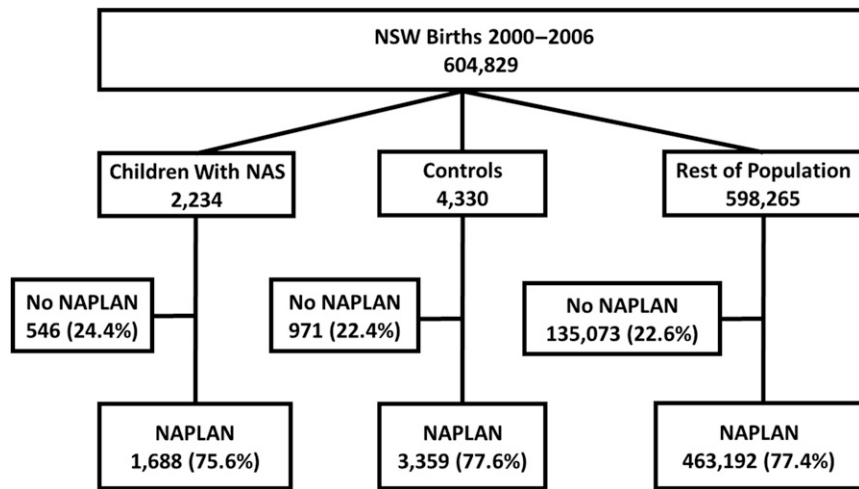 NSW Births 2000–2006
604,829
Children With NAS
2,234
Controls
4,330
Rest of Population
598,265
No NAPLAN
546 (24.4%)
No NAPLAN
971 (22.4%)
No NAPLAN
135,073 (22.6%)
NAPLAN
1,688 (75.6%)
NAPLAN
3,359 (77.6%)
NAPLAN
463,192 (77.4%)